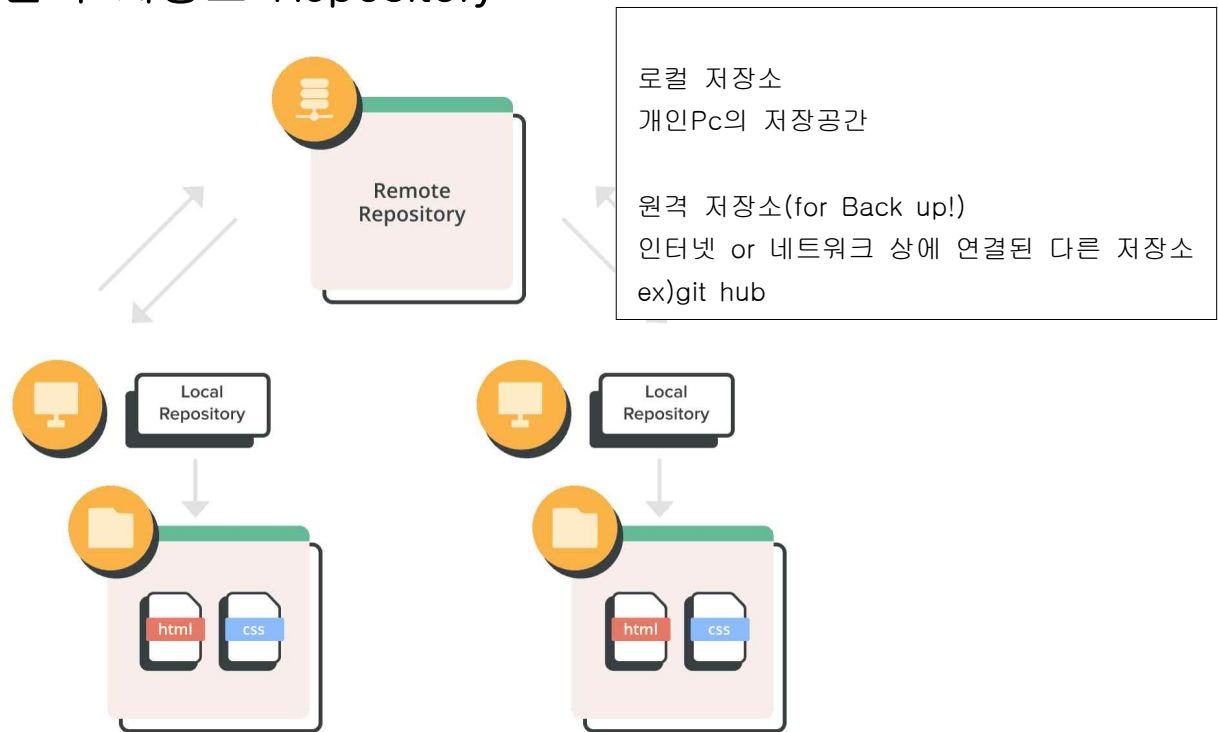 Repository
로컬 저장소
개인Pc의 저장공간
원격 저장소(for Back up!)
인터넷 or 네트워크 상에 연결된 다른 저장소
ex)git hub
Remote
Repository
Local
Repository
Local
Repository
html
css
html
css